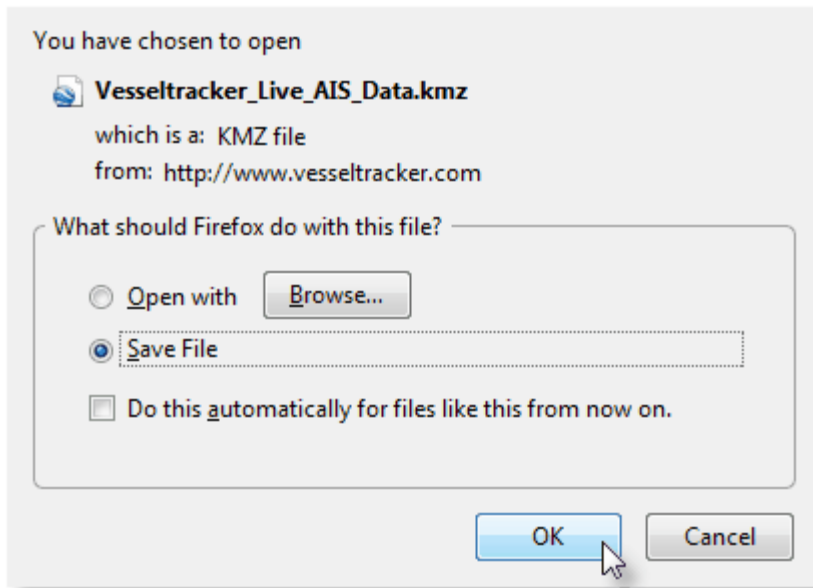 You have chosen to open
Vesseltracker_Live_AIS_Data.kmz
which is a: KMZ file
from: http://www.vesseltracker.com
What should Firefox do with this file?
Open with Browse...
Save File
Do this automatically for files like this from now on.
OK Cancel